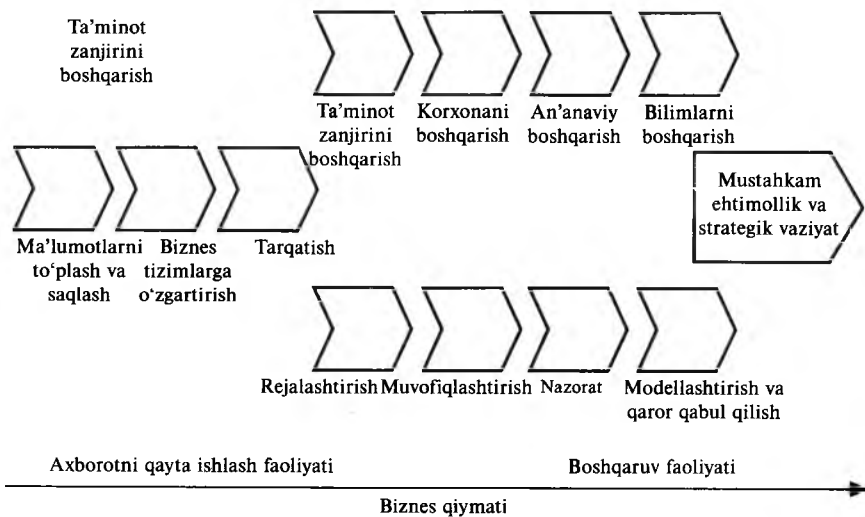 Ta'minot
zanjirini
boshqarish
Ta'minot
zanjirini
boshqarish
Korxonani
boshqarish
An'anaviy
boshqarish
Bilimlarni
boshqarish
Mustahkam
ehtimollik va
strategik vaziyat
Ma'lumotlarni
to‘plash va
saqlash
Biznes
tizimlarga
o‘zgartirish
Tarqatish
Rejalashtirish
Muvofiqlashtirish
Nazorat
Modellashtirish va
qaror qabul qilish
Axborotni qayta ishlash faoliyati
Boshqaruv faoliyati
Biznes qiymati